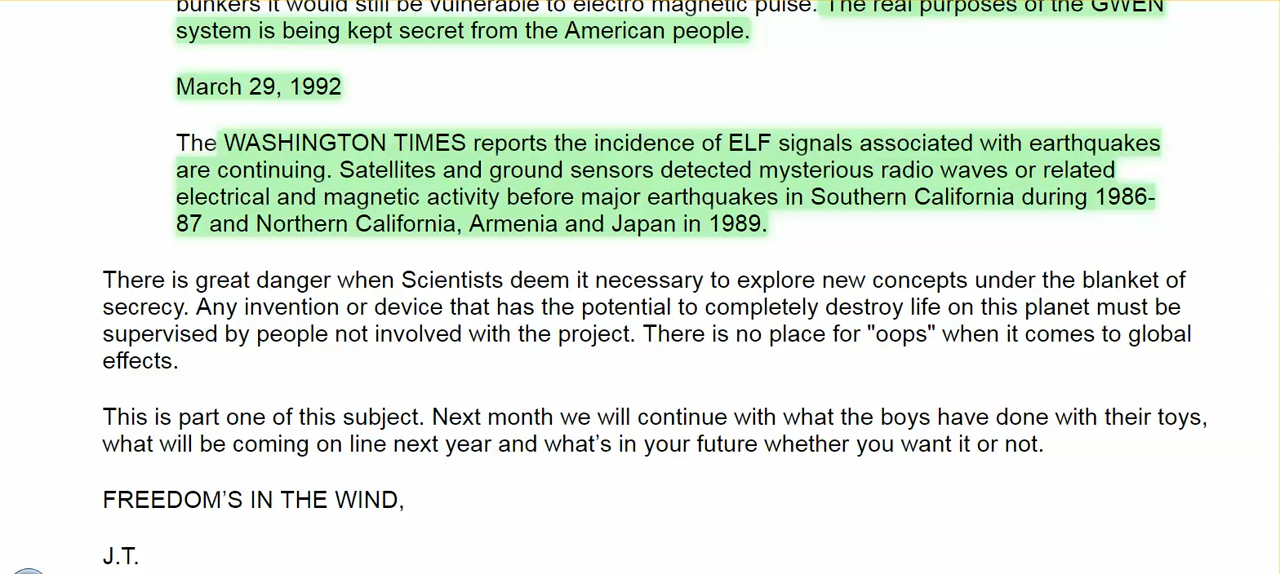 bunkers it would still be vulnerable to electro magnetic pulse. The real purposes of the GWEN
system is being kept secret from the American people.
March 29, 1992
The WASHINGTON TIMES reports the incidence of ELF signals associated with earthquakes
are continuing. Satellites and ground sensors detected mysterious radio waves or related
electrical and magnetic activity before major earthquakes in Southern California during 1986-
87 and Northern California, Armenia and Japan in 1989.
There is great danger when Scientists deem it necessary to explore new concepts under the blanket of
secrecy. Any invention or device that has the potential to completely destroy life on this planet must be
supervised by people not involved with the project. There is no place for "oops" when it comes to global
effects.
This is part one of this subject. Next month we will continue with what the boys have done with their toys,
what will be coming on line next year and what’s in your future whether you want it or not.
FREEDOM’S IN THE WIND,
J.T.